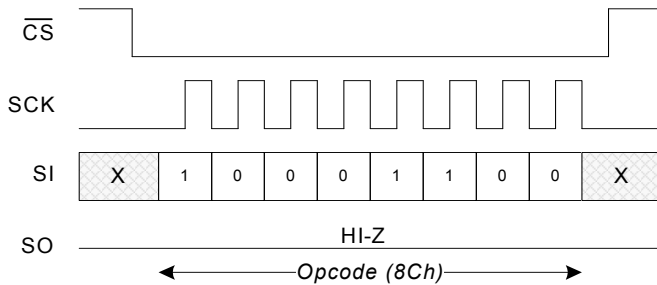 CS
SCK
SI X 1 0 0 0 1 1 0 0 X
SO HI-Z
Opcode (8Ch)